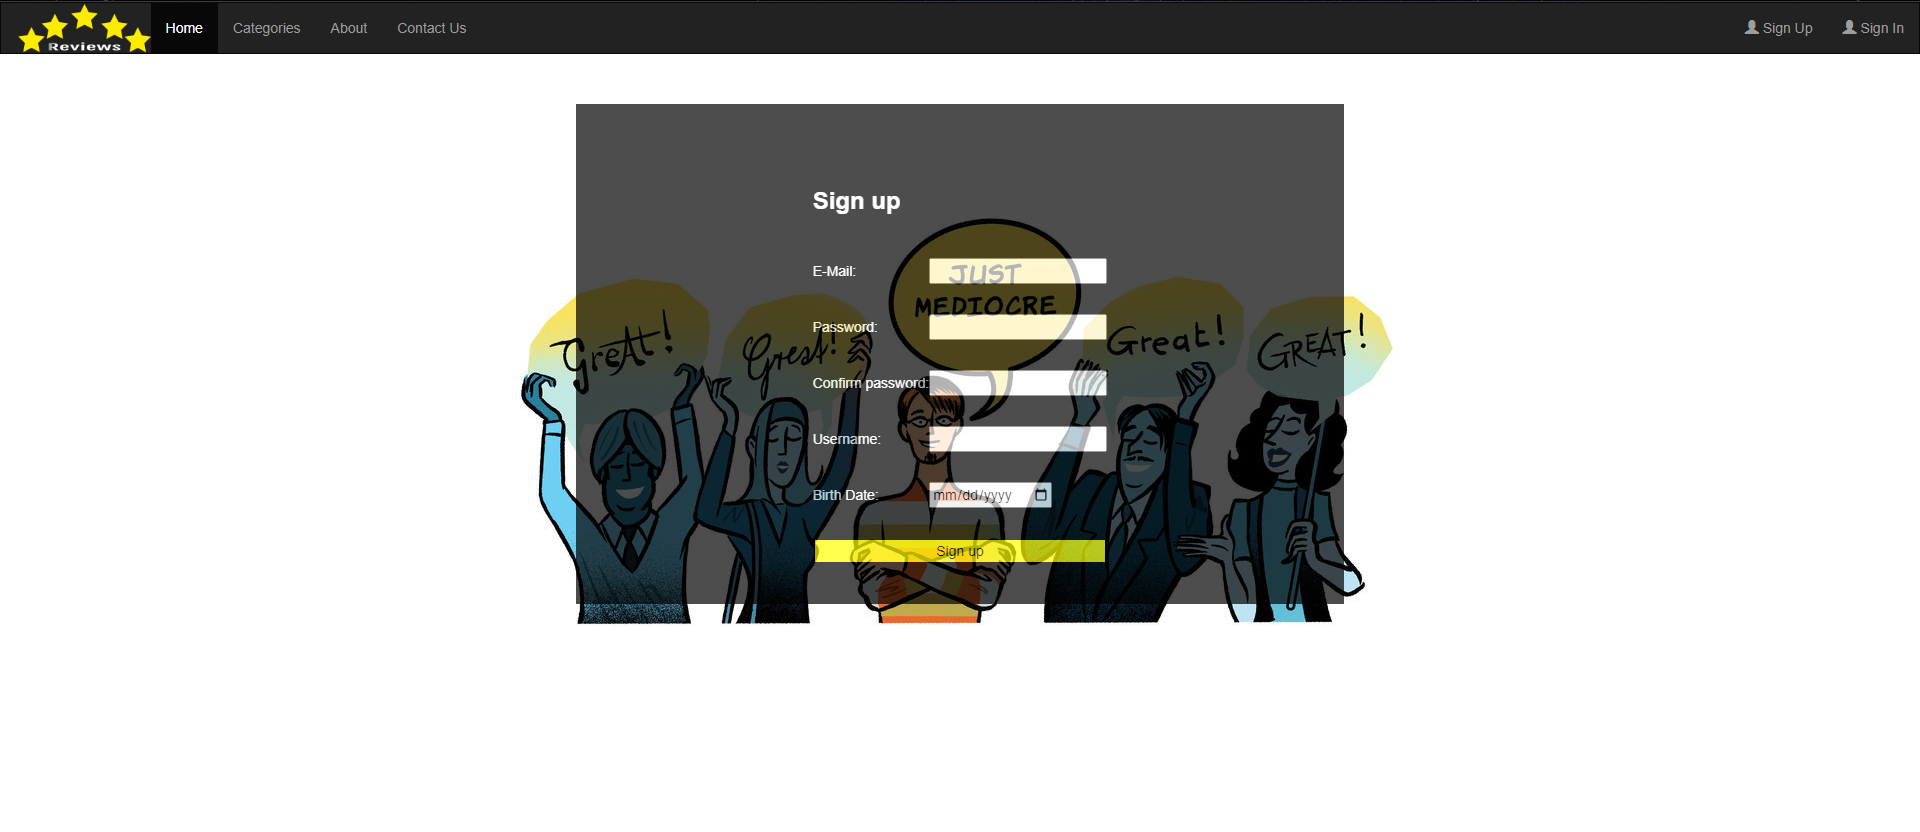 Reviews
Home Categories About Contact Us Sign Up Sign In
Sign up
E-Mail:
JUST
MEDIOCRE
Password:
Great!
Great!
Great!
GREAT!
Confirm password:
Username:
Birth Date: mm/dd/yyyy
Sign up